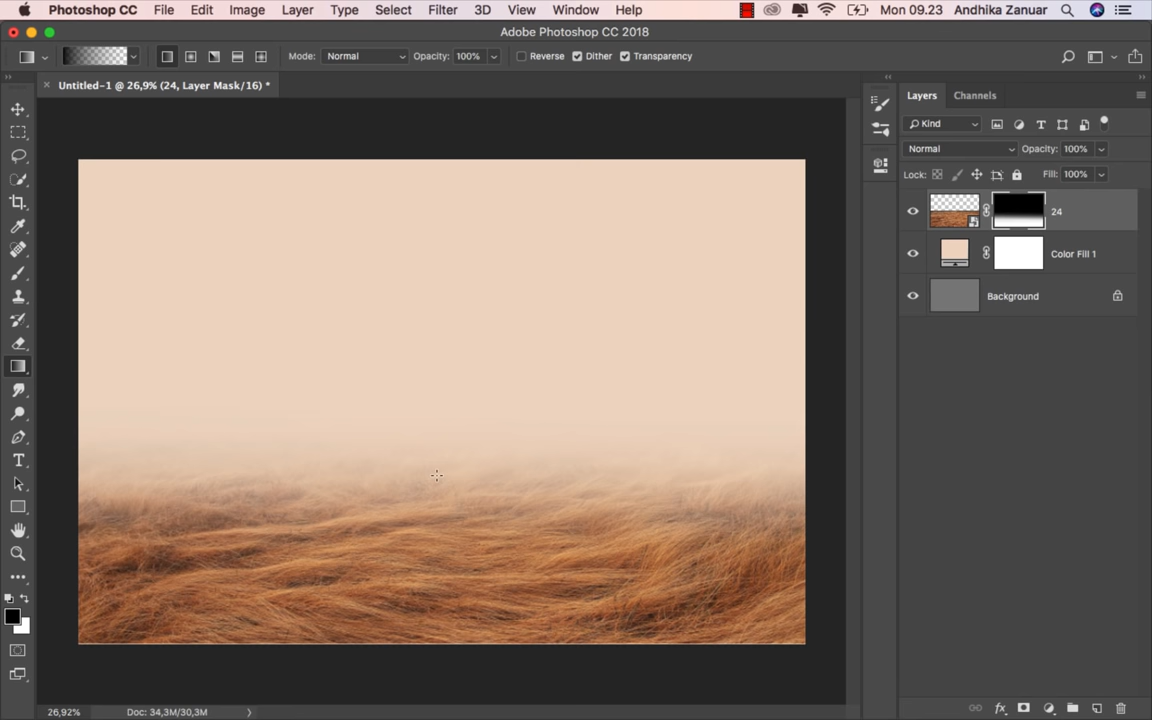 Photoshop CC File Edit Image Layer Type Select Filter 3D View Window Help Mon 09.23 Andhika Zanuar
Adobe Photoshop CC 2018
Mode: Normal Opacity: 100% Reverse Dither Transparency
Untitled-1 @ 26,9% (24, Layer Mask/16) *
Layers Channels
Kind
Normal Opacity: 100%
Lock: Fill: 100%
24
Color Fill 1
Background
26,92% Doc: 34,3M/30,3M